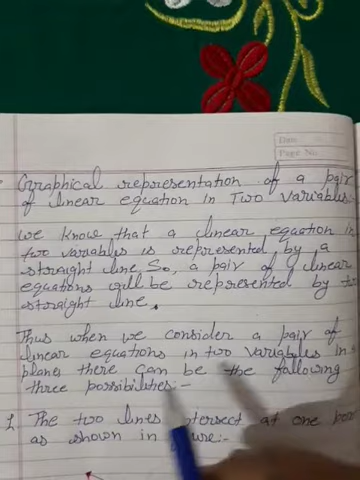 Date
Page No.
Graphical representation of a pair
of linear equation in Two variables:-
we know that a linear equation in
two variables is represented by a
straight line. So, a pair of a linear
equations will be represented by
straight line.
Thus when we consider a pair of
linear equations in two variables in
planes there can be the following
three possibilities:-
1. The two lines intersect at one
as shown in